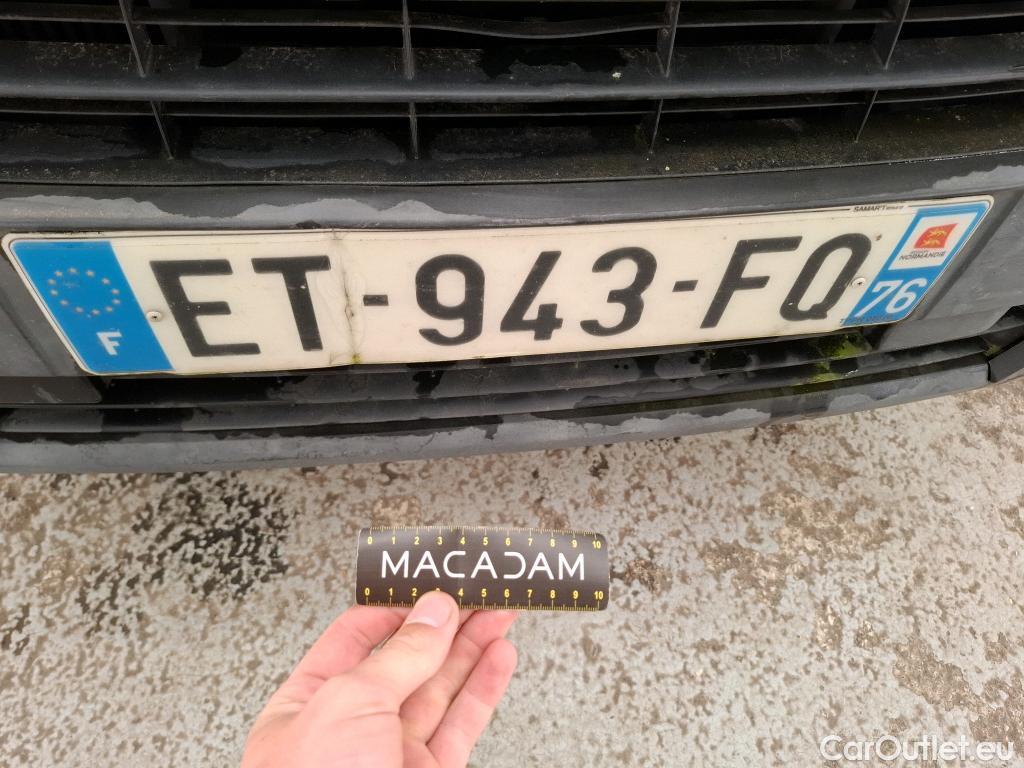 SAMAR'T
NORMANDIE
F
ET-943-FQ
76
0 1 2 3 4 5 6 7 8 9 10
MACADAM
0 1 2 3 4 5 6 7 8 9 10
CarOutlet.eu